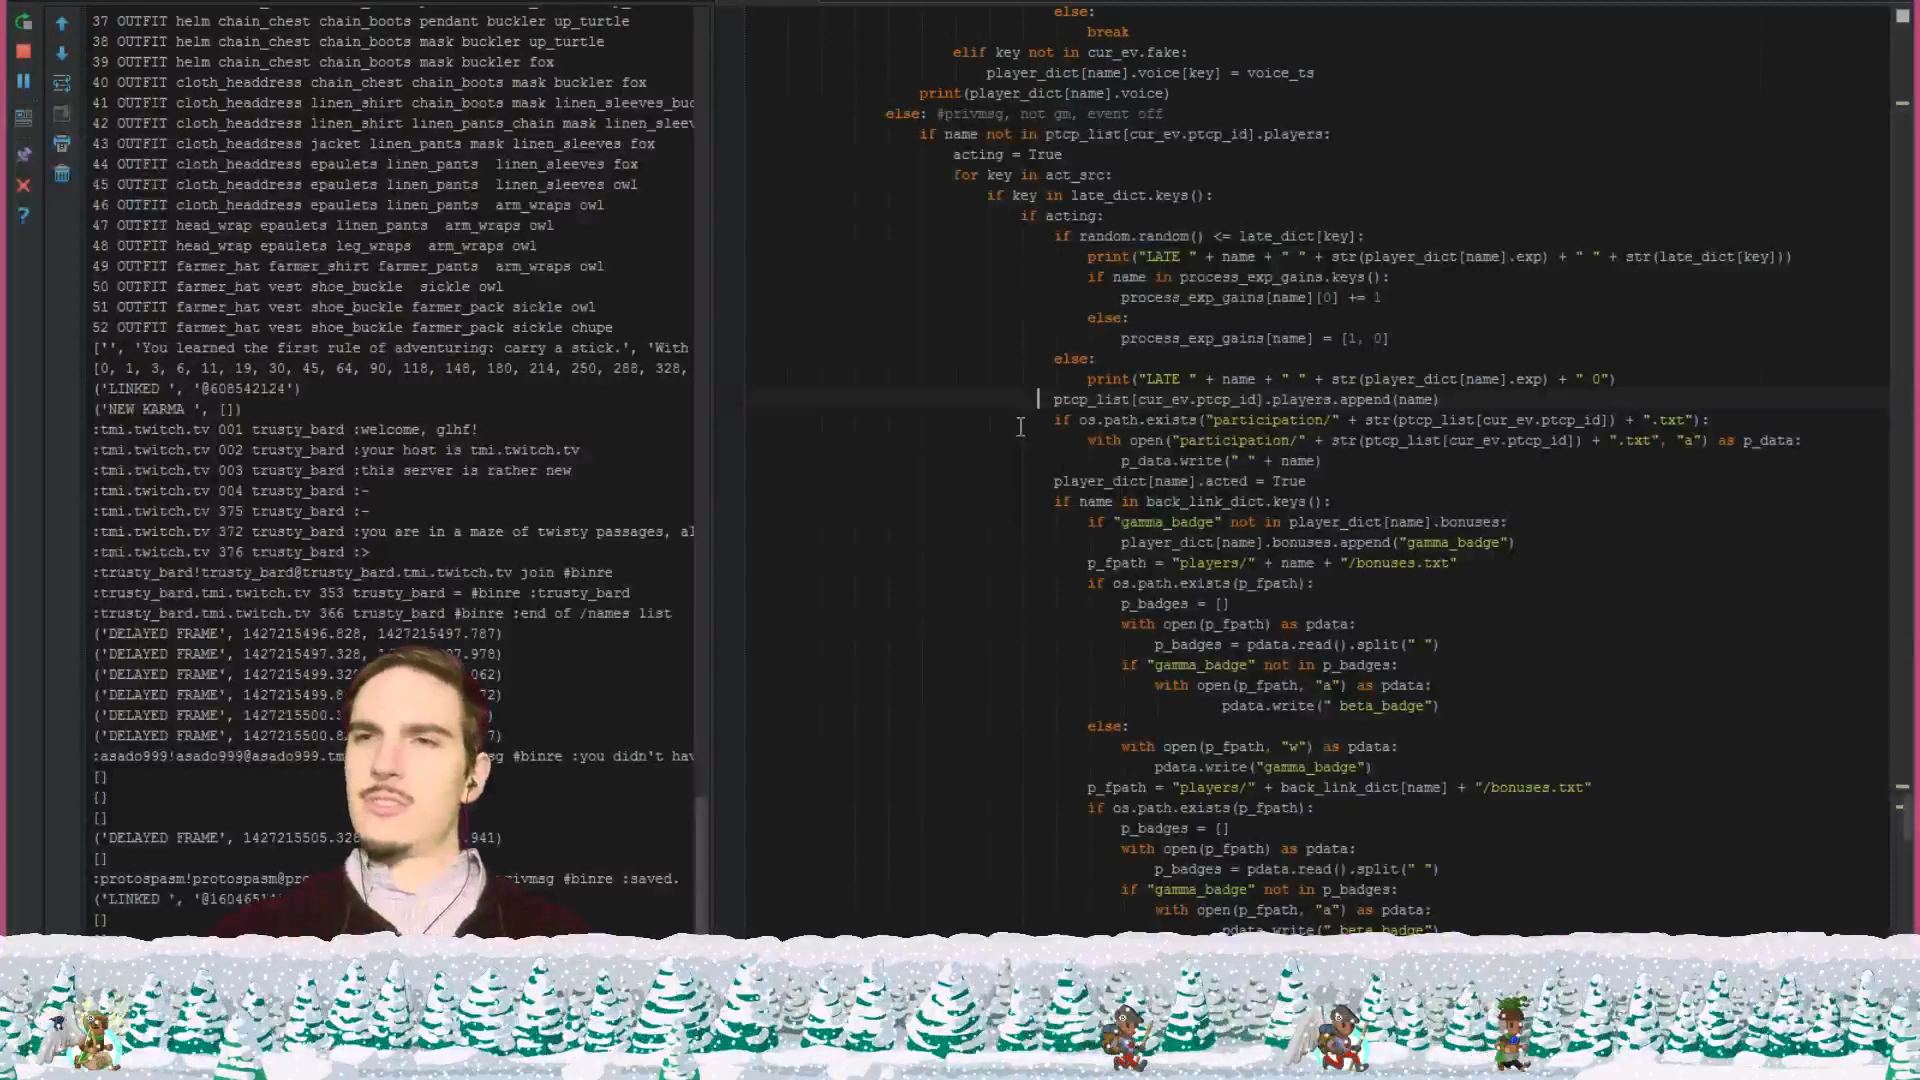 37 OUTFIT helm chain_chest chain_boots pendant buckler up_turtle
38 OUTFIT helm chain_chest chain_boots mask buckler up_turtle
39 OUTFIT helm chain_chest chain_boots mask buckler fox
40 OUTFIT cloth_headdress chain_chest chain_boots mask buckler fox
41 OUTFIT cloth_headdress linen_shirt chain_boots mask linen_sleeves_buc
42 OUTFIT cloth_headdress linen_shirt linen_pants_chain mask linen_sleev
43 OUTFIT cloth_headdress jacket linen_pants mask linen_sleeves fox
44 OUTFIT cloth_headdress epaulets linen_pants  linen_sleeves fox
45 OUTFIT cloth_headdress epaulets linen_pants  linen_sleeves owl
46 OUTFIT cloth_headdress epaulets linen_pants  arm_wraps owl
47 OUTFIT head_wrap epaulets linen_pants  arm_wraps owl
48 OUTFIT head_wrap epaulets leg_wraps  arm_wraps owl
49 OUTFIT farmer_hat farmer_shirt farmer_pants  arm_wraps owl
50 OUTFIT farmer_hat vest shoe_buckle  sickle owl
51 OUTFIT farmer_hat vest shoe_buckle farmer_pack sickle owl
52 OUTFIT farmer_hat vest shoe_buckle farmer_pack sickle chupe
['', 'You learned the first rule of adventuring: carry a stick.', 'With
[0, 1, 3, 6, 11, 19, 30, 45, 64, 90, 118, 148, 180, 214, 250, 288, 328,
('LINKED ', '@608542124')
('NEW KARMA ', [])
:tmi.twitch.tv 001 trusty_bard :welcome, glhf!
:tmi.twitch.tv 002 trusty_bard :your host is tmi.twitch.tv
:tmi.twitch.tv 003 trusty_bard :this server is rather new
:tmi.twitch.tv 004 trusty_bard :-
:tmi.twitch.tv 375 trusty_bard :-
:tmi.twitch.tv 372 trusty_bard :you are in a maze of twisty passages, al
:tmi.twitch.tv 376 trusty_bard :>
:trusty_bard!trusty_bard@trusty_bard.tmi.twitch.tv join #binre
:trusty_bard.tmi.twitch.tv 353 trusty_bard = #binre :trusty_bard
:trusty_bard.tmi.twitch.tv 366 trusty_bard #binre :end of /names list
('DELAYED FRAME', 1427215496.828, 1427215497.787)
('DELAYED FRAME', 1427215497.328, 97.978)
('DELAYED FRAME', 1427215499.32 062)
('DELAYED FRAME', 1427215499.8 72)
('DELAYED FRAME', 1427215500.3 )
('DELAYED FRAME', 1427215500.8 7)
:asado999!asado999@asado999.tm sg #binre :you didn't hav
[]
{}
[]
('DELAYED FRAME', 1427215505.328 .941)
[]
:protospasm!protospasm@pro rivmsg #binre :saved.
('LINKED ', '@1604651
[]
else:
break
elif key not in cur_ev.fake:
player_dict[name].voice[key] = voice_ts
print(player_dict[name].voice)
else: #privmsg, not gm, event off
if name not in ptcp_list[cur_ev.ptcp_id].players:
acting = True
for key in act_src:
if key in late_dict.keys():
if acting:
if random.random() <= late_dict[key]:
print("LATE " + name + " " + str(player_dict[name].exp) + " " + str(late_dict[key]))
if name in process_exp_gains.keys():
process_exp_gains[name][0] += 1
else:
process_exp_gains[name] = [1, 0]
else:
print("LATE " + name + " " + str(player_dict[name].exp) + " 0")
ptcp_list[cur_ev.ptcp_id].players.append(name)
if os.path.exists("participation/" + str(ptcp_list[cur_ev.ptcp_id]) + ".txt"):
with open("participation/" + str(ptcp_list[cur_ev.ptcp_id]) + ".txt", "a") as p_data:
p_data.write(" " + name)
player_dict[name].acted = True
if name in back_link_dict.keys():
if "gamma_badge" not in player_dict[name].bonuses:
player_dict[name].bonuses.append("gamma_badge")
p_fpath = "players/" + name + "/bonuses.txt"
if os.path.exists(p_fpath):
p_badges = []
with open(p_fpath) as pdata:
p_badges = pdata.read().split(" ")
if "gamma_badge" not in p_badges:
with open(p_fpath, "a") as pdata:
pdata.write(" beta_badge")
else:
with open(p_fpath, "w") as pdata:
pdata.write("gamma_badge")
p_fpath = "players/" + back_link_dict[name] + "/bonuses.txt"
if os.path.exists(p_fpath):
p_badges = []
with open(p_fpath) as pdata:
p_badges = pdata.read().split(" ")
if "gamma_badge" not in p_badges:
with open(p_fpath, "a") as pdata:
pdata.write(" beta_badge")